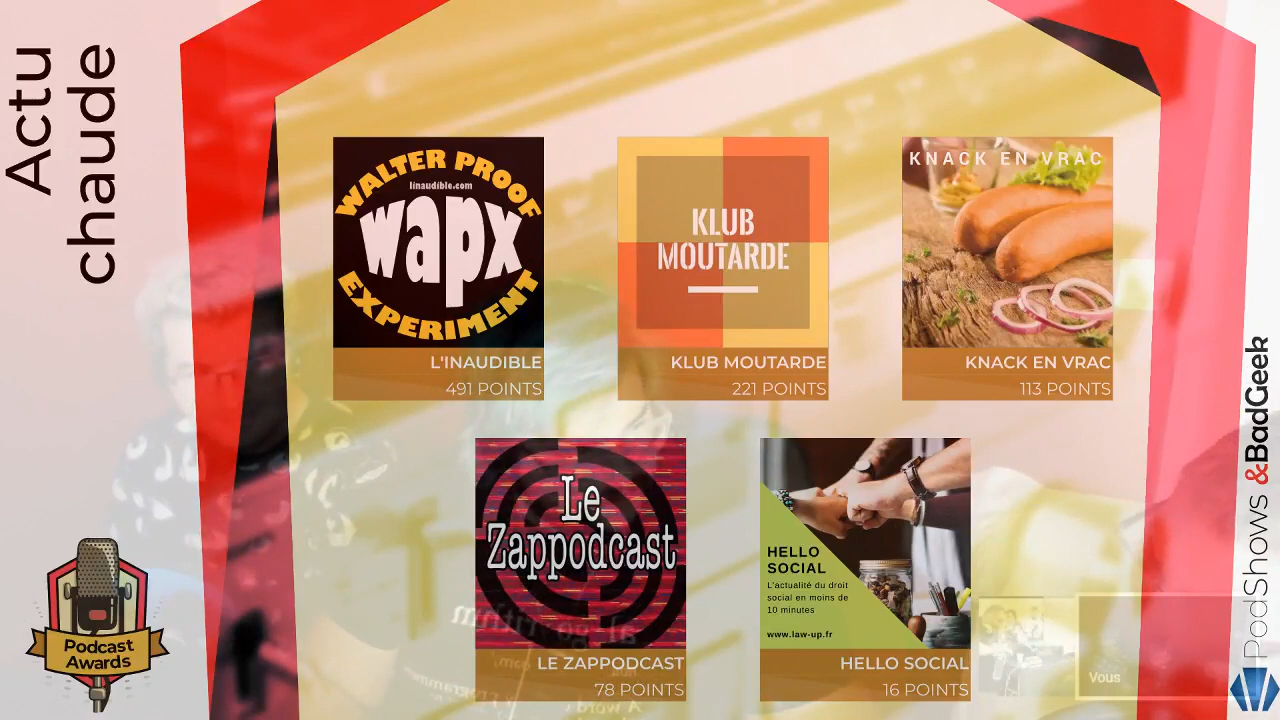 Actu
chaude
WALTER PROOF
linaudible.com
wapx
EXPERIMENT
L'INAUDIBLE
491 POINTS
KLUB
MOUTARDE
KLUB MOUTARDE
221 POINTS
KNACK EN VRAC
KNACK EN VRAC
113 POINTS
Le
Zappodcast
LE ZAPPODCAST
78 POINTS
HELLO
SOCIAL
L'actualité du droit
social en moins de
10 minutes
www.law-up.fr
HELLO SOCIAL
16 POINTS
Podcast
Awards
Vous
PodShows &BadGeek